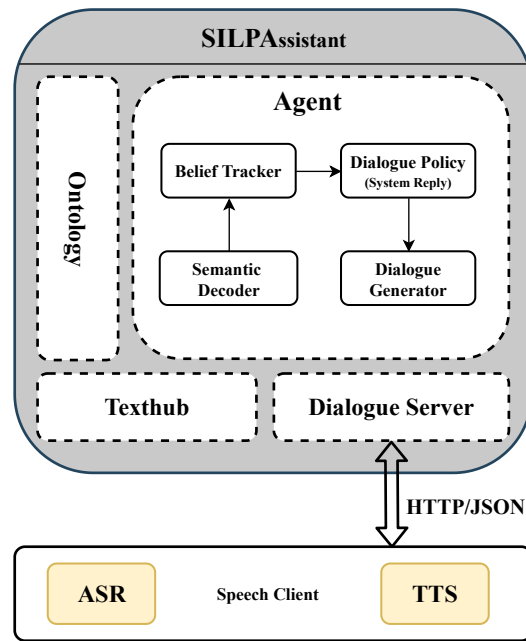 SILPAssistant
Ontology
Agent
Belief Tracker
Dialogue Policy
(System Reply)
Semantic
Decoder
Dialogue
Generator
Texthub
Dialogue Server
HTTP/JSON
ASR
Speech Client
TTS